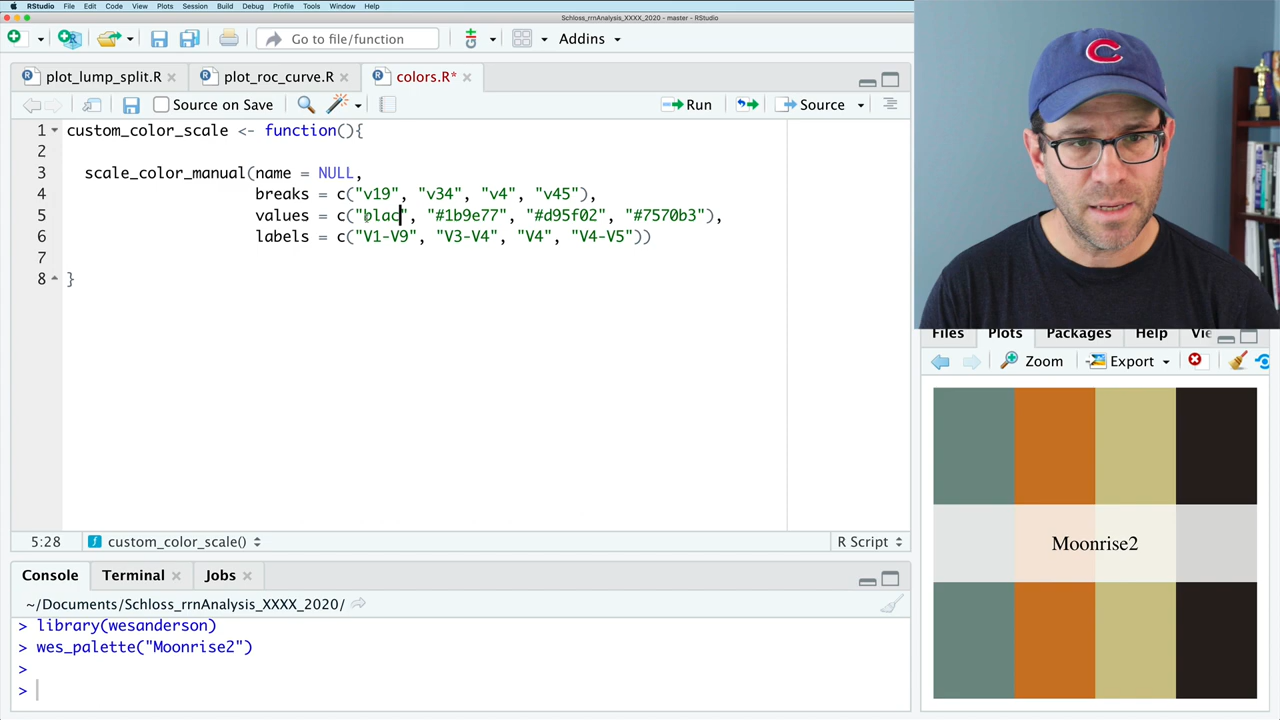 RStudio File Edit Code View Plots Session Build Debug Profile Tools Window Help
Schloss_rrnAnalysis_XXXX_2020 - master - RStudio
Go to file/function Addins
plot_lump_split.R plot_roc_curve.R colors.R*
Source on Save Run Source
1 custom_color_scale <- function(){
2
3 scale_color_manual(name = NULL,
4 breaks = c("v19", "v34", "v4", "v45"),
5 values = c("blac", "#1b9e77", "#d95f02", "#7570b3"),
6 labels = c("V1-V9", "V3-V4", "V4", "V4-V5"))
7
8 }
5:28 custom_color_scale() R Script
Console Terminal Jobs
~/Documents/Schloss_rrnAnalysis_XXXX_2020/
> library(wesanderson)
> wes_palette("Moonrise2")
>
>
C
Files Plots Packages Help Vi
Zoom Export
Moonrise2